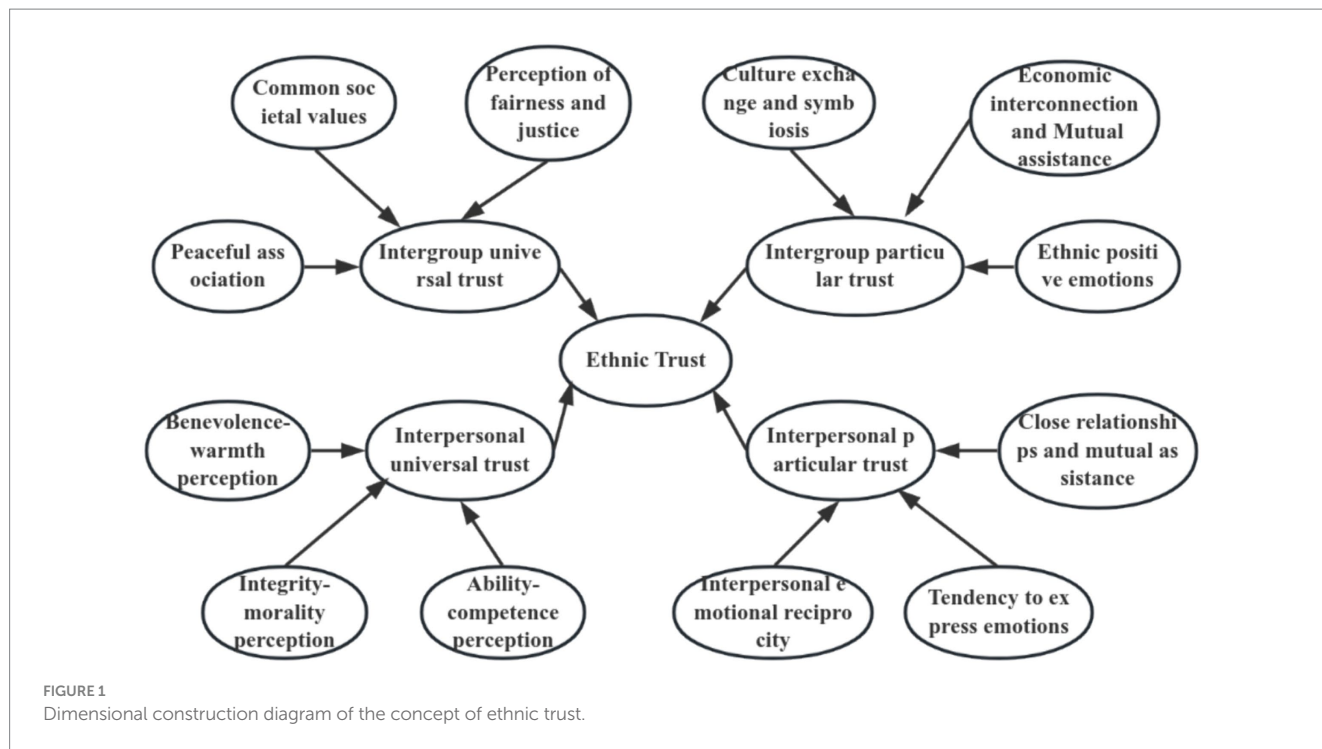 Common soc
ietal values
Perception of
fairness and
justice
Culture excha
nge and symb
iosis
Economic
interconnection
and Mutual
assistance
Peaceful ass
ociation
Intergroup unive
rsal trust
Intergroup particu
lar trust
Ethnic positi
ve emotions
Ethnic Trust
Benevolence-
warmth
perception
Interpersonal
universal trust
Interpersonal p
articular trust
Close relationshi
ps and mutual as
sistance
Integrity-
morality
perception
Ability-
competence
perception
Interpersonal e
motional recipro
city
Tendency to ex
press emotions
FIGURE 1
Dimensional construction diagram of the concept of ethnic trust.